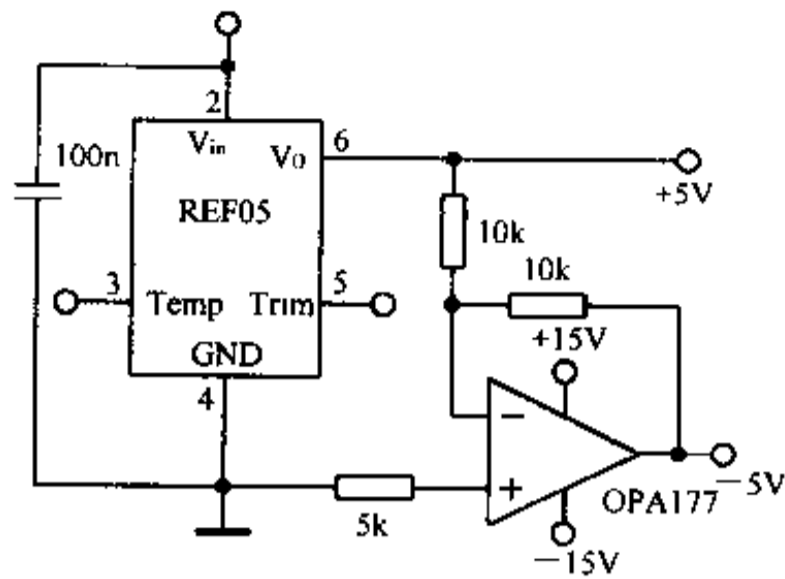 2
Vin
6
100n
VO
REF05
+5V
10k
3
5
10k
Temp
Trim
+15V
GND
4
−
+
OPA177
−5V
5k
−15V